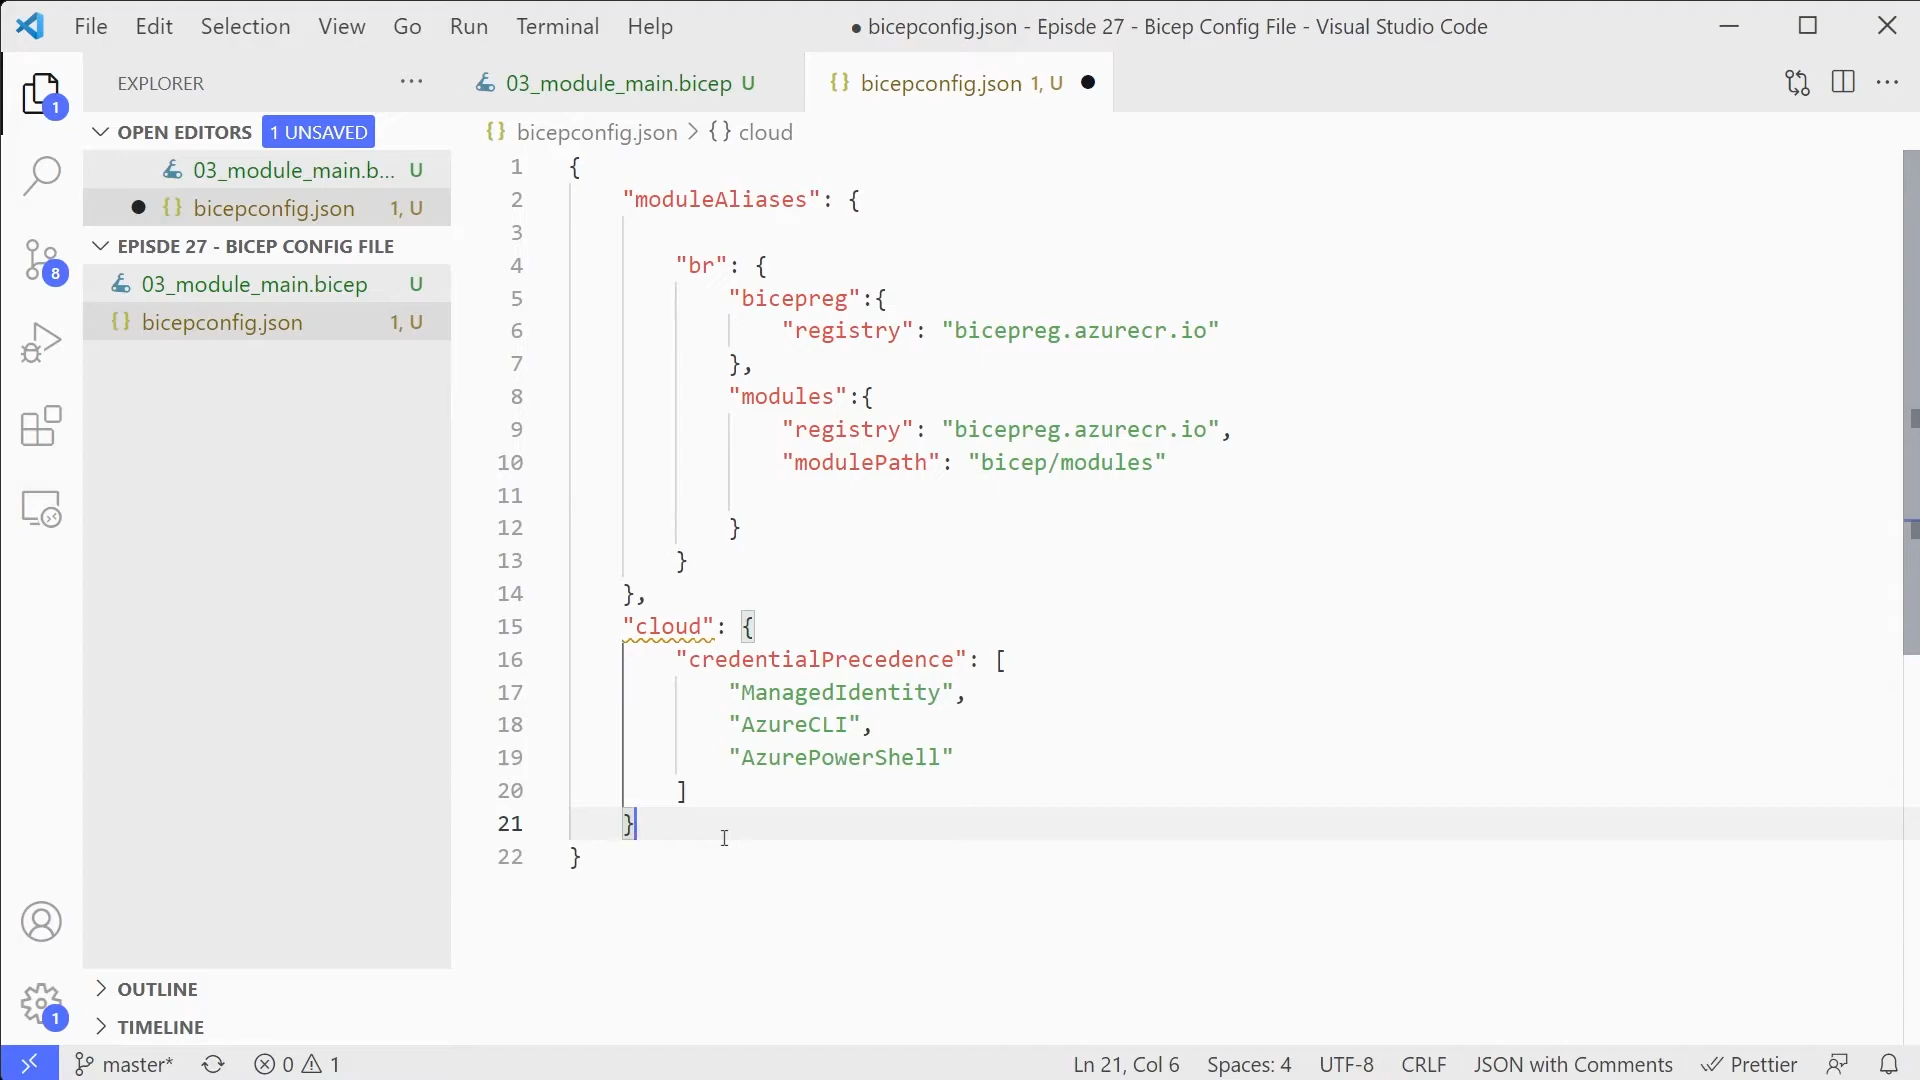 File Edit Selection View Go Run Terminal Help
● bicepconfig.json - Episde 27 - Bicep Config File - Visual Studio Code
EXPLORER
03_module_main.bicep U
bicepconfig.json 1, U
OPEN EDITORS 1 UNSAVED
03_module_main.b... U
bicepconfig.json 1, U
EPISDE 27 - BICEP CONFIG FILE
03_module_main.bicep U
bicepconfig.json 1, U
OUTLINE
TIMELINE
1
8
1
{} bicepconfig.json > {} cloud
1 {
2 "moduleAliases": {
3
4 "br": {
5 "bicepreg":{
6 "registry": "bicepreg.azurecr.io"
7 },
8 "modules":{
9 "registry": "bicepreg.azurecr.io",
10 "modulePath": "bicep/modules"
11
12 }
13 }
14 },
15 "cloud": {
16 "credentialPrecedence": [
17 "ManagedIdentity",
18 "AzureCLI",
19 "AzurePowerShell"
20 ]
21 }
22 }
master* 0 1 Ln 21, Col 6 Spaces: 4 UTF-8 CRLF JSON with Comments Prettier